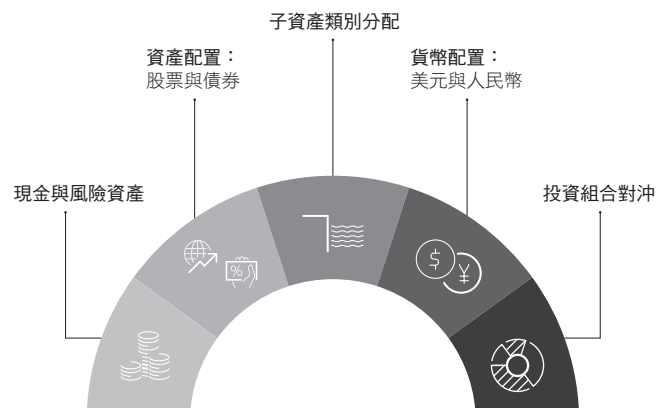 子資產類別分配
資產配置：
股票與債券
貨幣配置：
美元與人民幣
現金與風險資產
投資組合對沖
%
$
¥